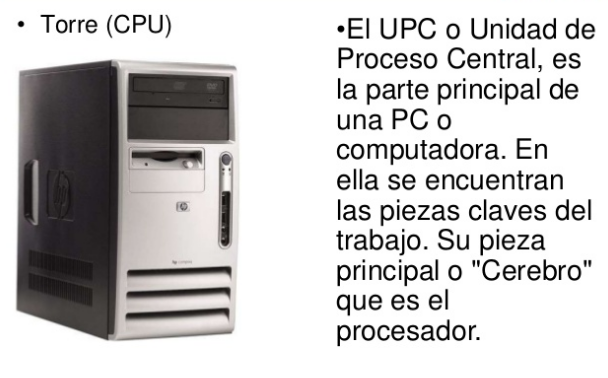 • Torre (CPU)
•El UPC o Unidad de
Proceso Central, es
la parte principal de
una PC o
computadora. En
ella se encuentran
las piezas claves del
trabajo. Su pieza
principal o "Cerebro"
que es el
procesador.
hp